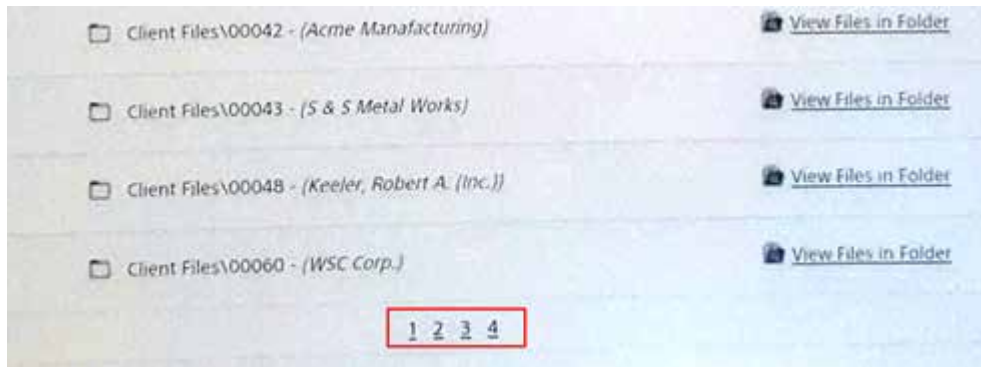 Client Files\00042 - (Acme Manafacturing) View Files in Folder
Client Files\00043 - (S & S Metal Works) View Files in Folder
Client Files\00048 - (Keeler, Robert A. (Inc.)) View Files in Folder
Client Files\00060 - (WSC Corp.) View Files in Folder
1 2 3 4